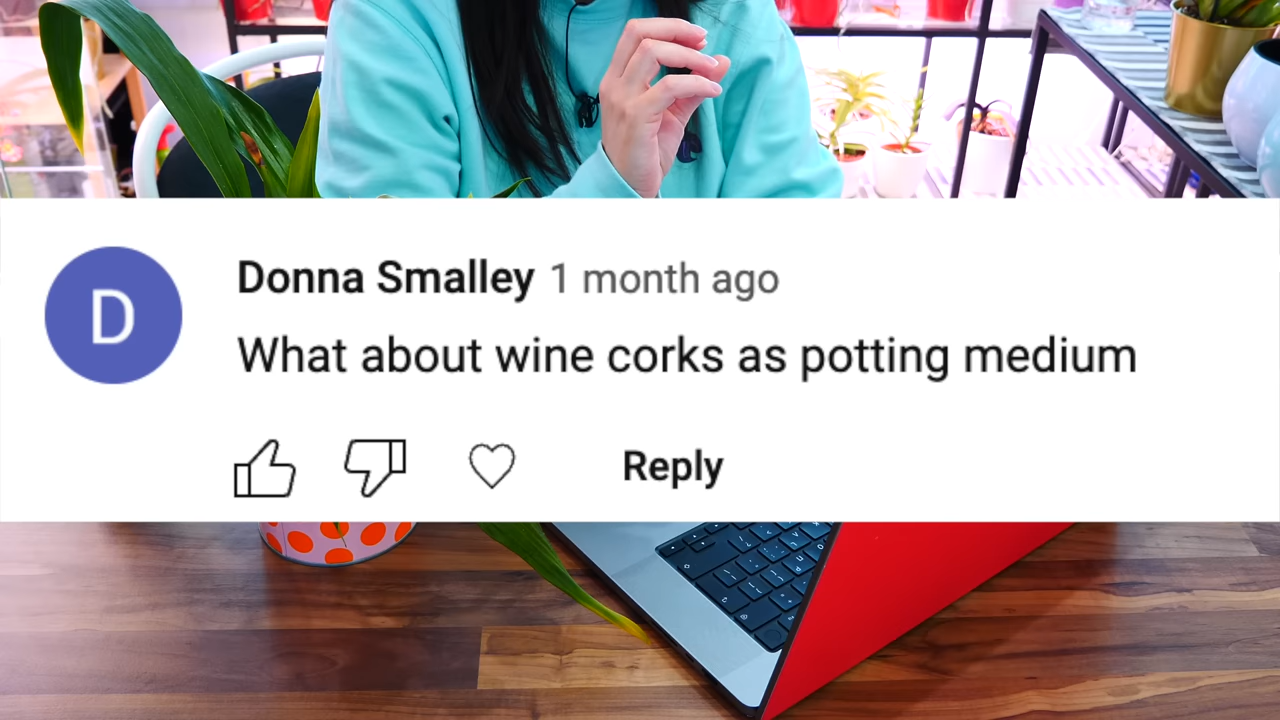 D
Donna Smalley 1 month ago
What about wine corks as potting medium
Reply